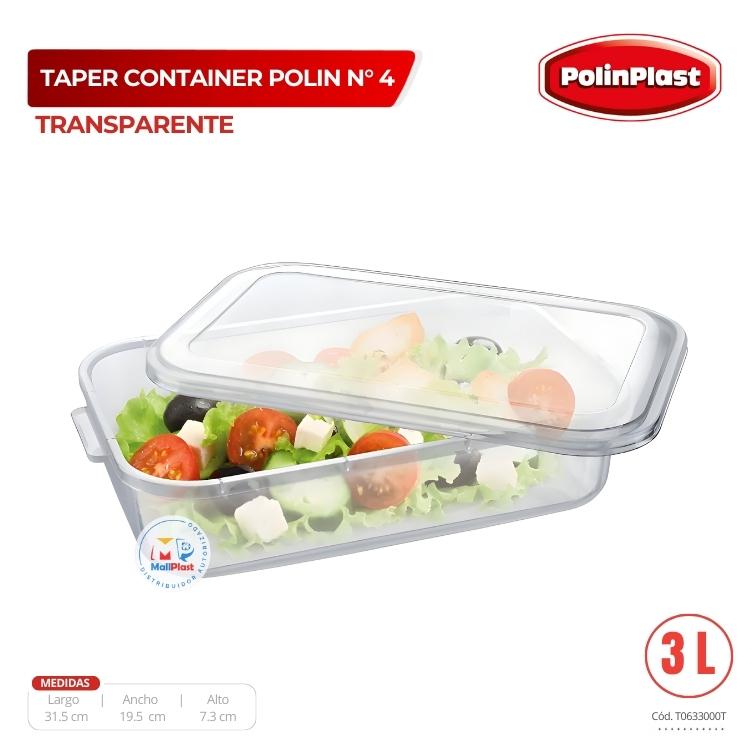 TAPER CONTAINER POLIN N° 4
TRANSPARENTE
PolinPlast
MaliPlast
DISTRIBUIDOR AUTORIZADO
3 L
Cód. T0633000T
MEDIDAS
Largo | Ancho | Alto
31.5 cm 19.5 cm 7.3 cm